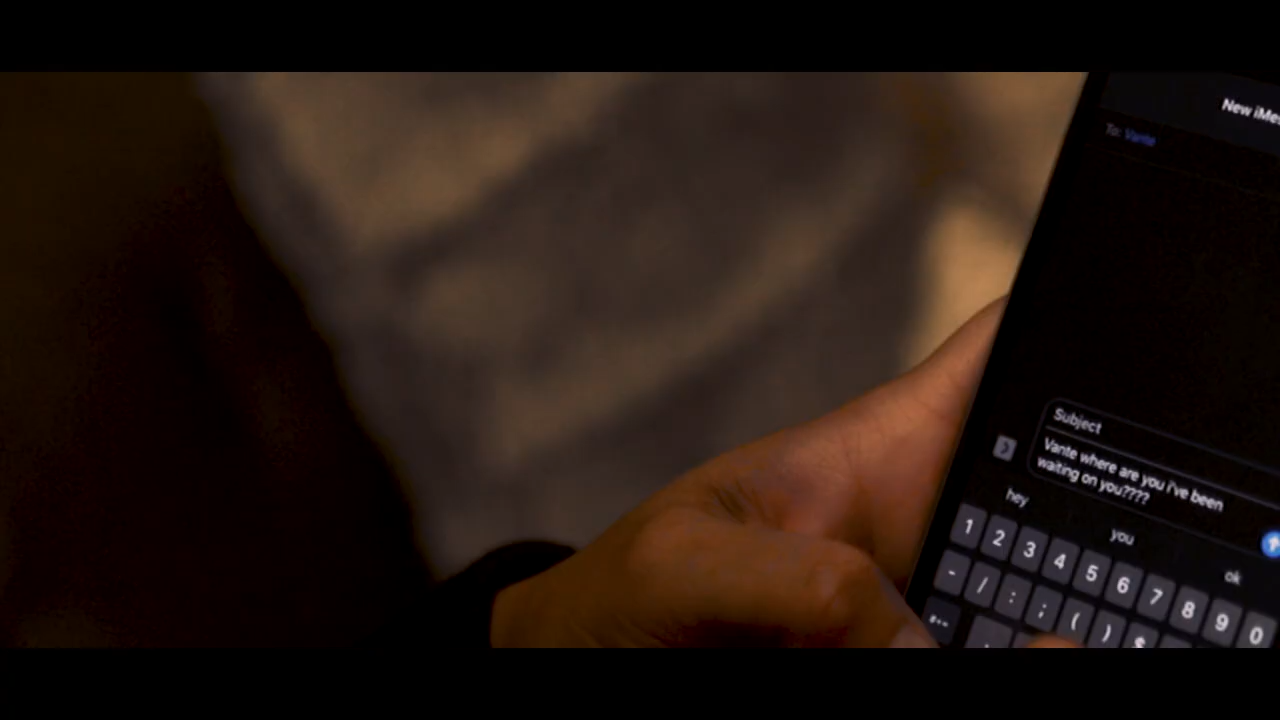 New iMes
To: Vante
Subject
Vante where are you i've been
waiting on you????
hey you ok
1 2 3 4 5 6 7 8 9 0
- / : ; ( ) $